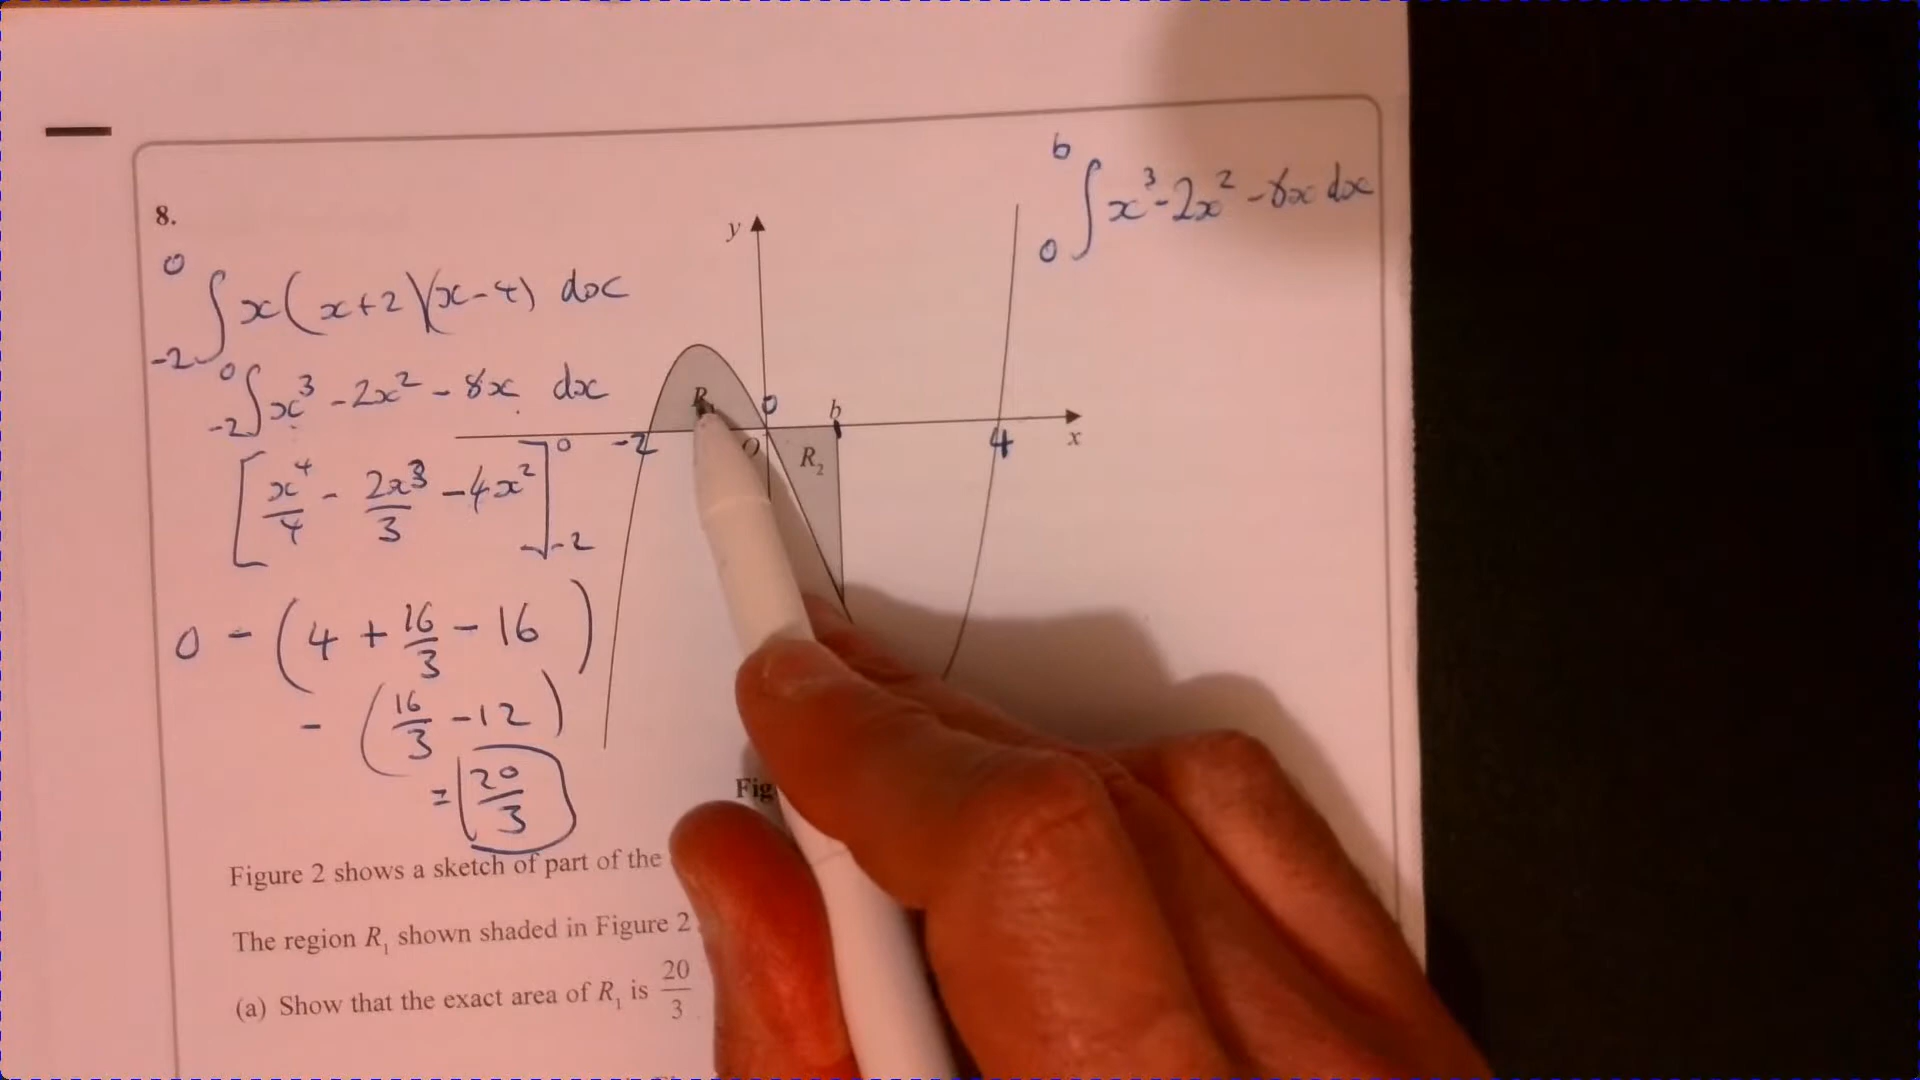 8.
0
∫ x(x+2)(x-4) dx
-2
0
∫ x³ - 2x² - 8x dx
-2
[x⁴/4 - 2x³/3 - 4x²]⁰₋₂
0 - (4 + 16/3 - 16)
- (16/3 - 12)
= 20/3
y
R
0
b
-2
O
R₂
4
x
b
∫ x³ - 2x² - 8x dx
0
Fig
Figure 2 shows a sketch of part of the
The region R₁ shown shaded in Figure 2
(a) Show that the exact area of R₁ is 20/3